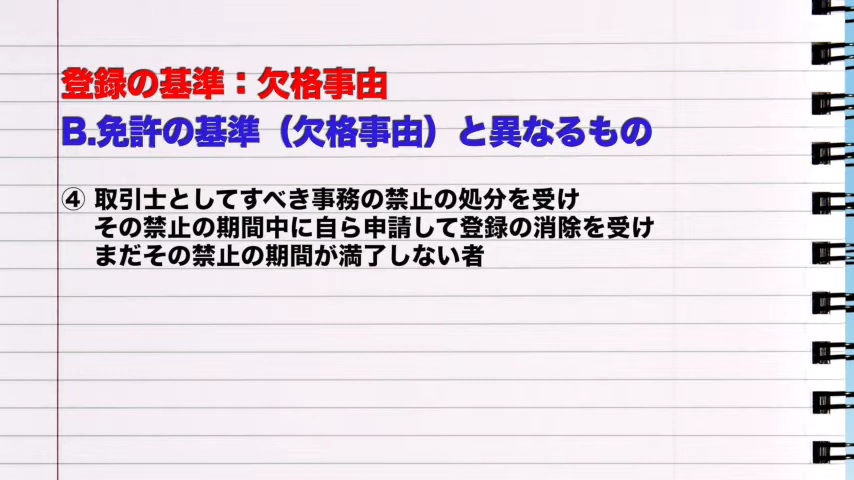 登録の基準：欠格事由
B.免許の基準（欠格事由）と異なるもの
④ 取引士としてすべき事務の禁止の処分を受け
その禁止の期間中に自ら申請して登録の消除を受け
まだその禁止の期間が満了しない者